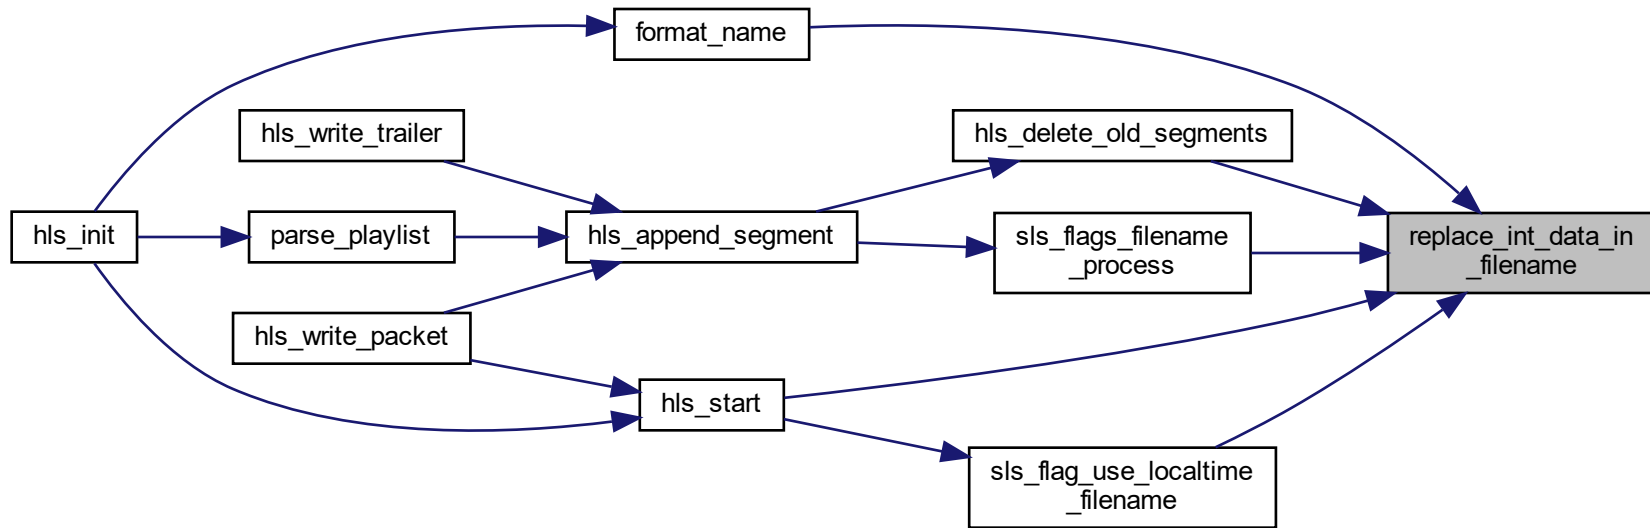 format_name
hls_write_trailer
hls_delete_old_segments
hls_init
parse_playlist
hls_append_segment
sls_flags_filename
_process
replace_int_data_in
_filename
hls_write_packet
hls_start
sls_flag_use_localtime
_filename